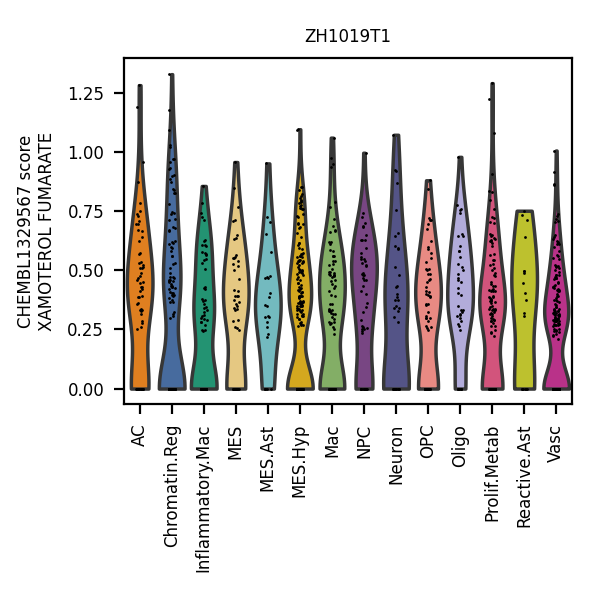 ZH1019T1
CHEMBL1329567 score
XAMOTEROL FUMARATE
1.25
1.00
0.75
0.50
0.25
0.00
AC
Chromatin.Reg
Inflammatory.Mac
MES
MES.Ast
MES.Hyp
Mac
NPC
Neuron
OPC
Oligo
Prolif.Metab
Reactive.Ast
Vasc